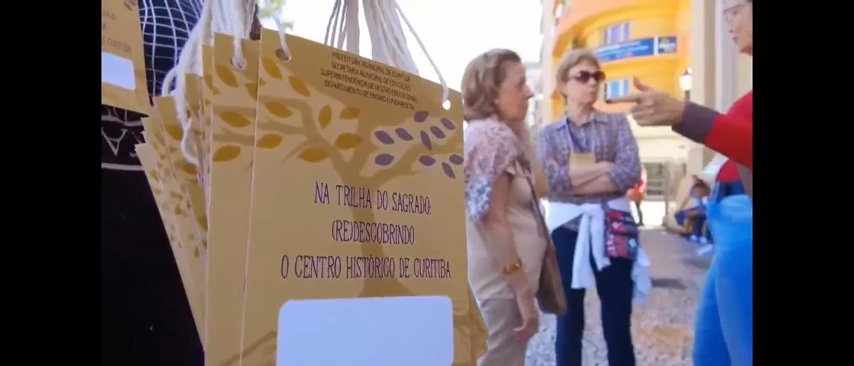 PREFEITURA MUNICIPAL DE CURITIBA
SECRETARIA MUNICIPAL DE EDUCAÇÃO
SUPERINTENDÊNCIA DE GESTÃO EDUCACIONAL
DEPARTAMENTO DE ENSINO FUNDAMENTAL
NA TRILHA DO SAGRADO:
(RE)DESCOBRINDO
O CENTRO HISTÓRICO DE CURITIBA